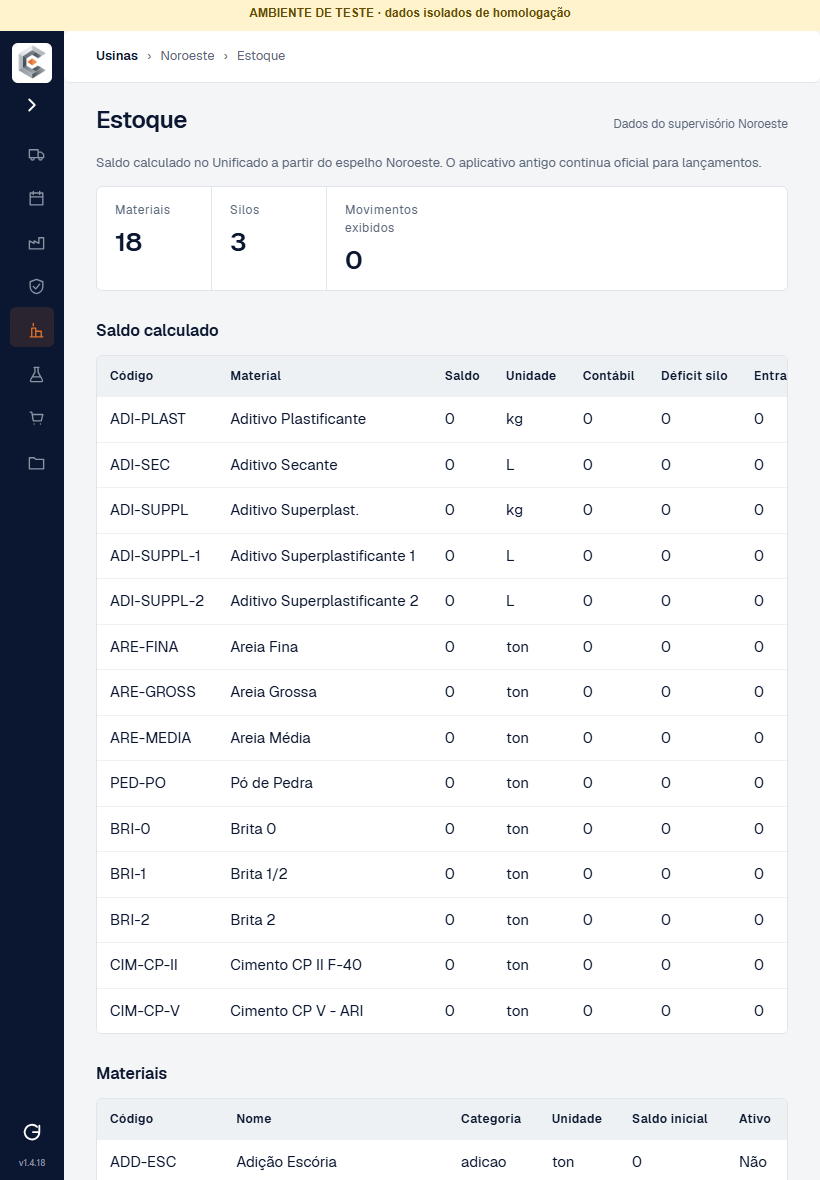 AMBIENTE DE TESTE · dados isolados de homologação
Usinas › Noroeste › Estoque
Estoque
Dados do supervisório Noroeste
Saldo calculado no Unificado a partir do espelho Noroeste. O aplicativo antigo continua oficial para lançamentos.
Materiais
18
Silos
3
Movimentos
exibidos
0
Saldo calculado
Código Material Saldo Unidade Contábil Déficit silo Entra
ADI-PLAST Aditivo Plastificante 0 kg 0 0 0
ADI-SEC Aditivo Secante 0 L 0 0 0
ADI-SUPPL Aditivo Superplast. 0 kg 0 0 0
ADI-SUPPL-1 Aditivo Superplastificante 1 0 L 0 0 0
ADI-SUPPL-2 Aditivo Superplastificante 2 0 L 0 0 0
ARE-FINA Areia Fina 0 ton 0 0 0
ARE-GROSS Areia Grossa 0 ton 0 0 0
ARE-MEDIA Areia Média 0 ton 0 0 0
PED-PO Pó de Pedra 0 ton 0 0 0
BRI-0 Brita 0 0 ton 0 0 0
BRI-1 Brita 1/2 0 ton 0 0 0
BRI-2 Brita 2 0 ton 0 0 0
CIM-CP-II Cimento CP II F-40 0 ton 0 0 0
CIM-CP-V Cimento CP V - ARI 0 ton 0 0 0
Materiais
Código Nome Categoria Unidade Saldo inicial Ativo
ADD-ESC Adição Escória adicao ton 0 Não
v1.4.18